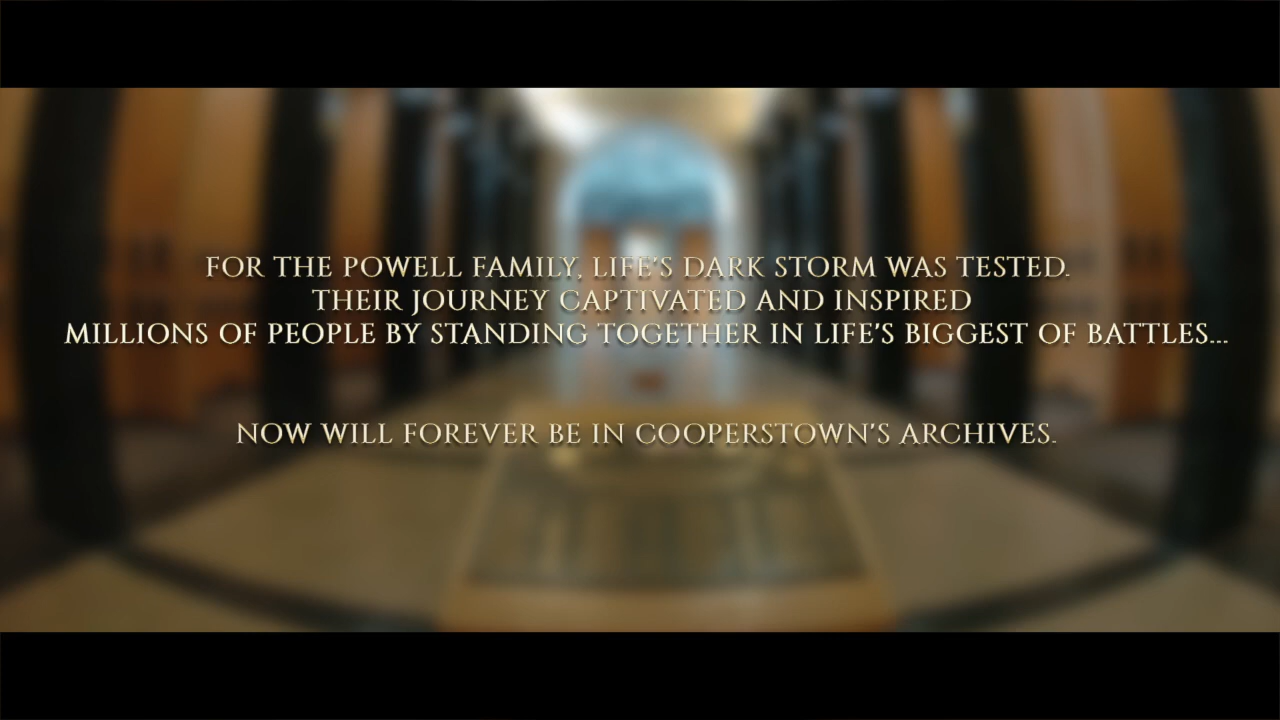 FOR THE POWELL FAMILY, LIFE'S DARK STORM WAS TESTED.
THEIR JOURNEY CAPTIVATED AND INSPIRED
MILLIONS OF PEOPLE BY STANDING TOGETHER IN LIFE'S BIGGEST OF BATTLES...
NOW WILL FOREVER BE IN COOPERSTOWN'S ARCHIVES.